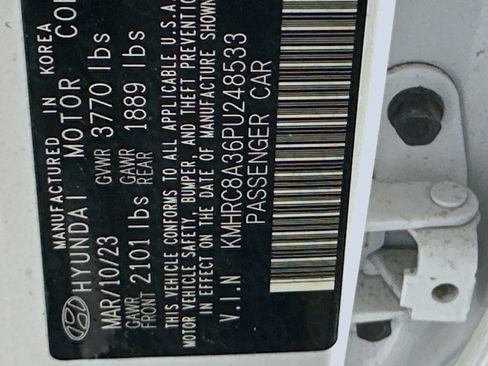 MANUFACTURED IN KOREA
HYUNDAI MOTOR
MAR/10/23 GVWR 3770 lbs
GAWR FRONT 2101 lbs GAWR REAR 1889 lbs
THIS VEHICLE CONFORMS TO ALL APPLICABLE U.S.A.
MOTOR VEHICLE SAFETY, BUMPER, AND THEFT PREVENTION
IN EFFECT ON THE DATE OF MANUFACTURE SHOWN
V.I.N KMHRC8A36PU248533
PASSENGER CAR